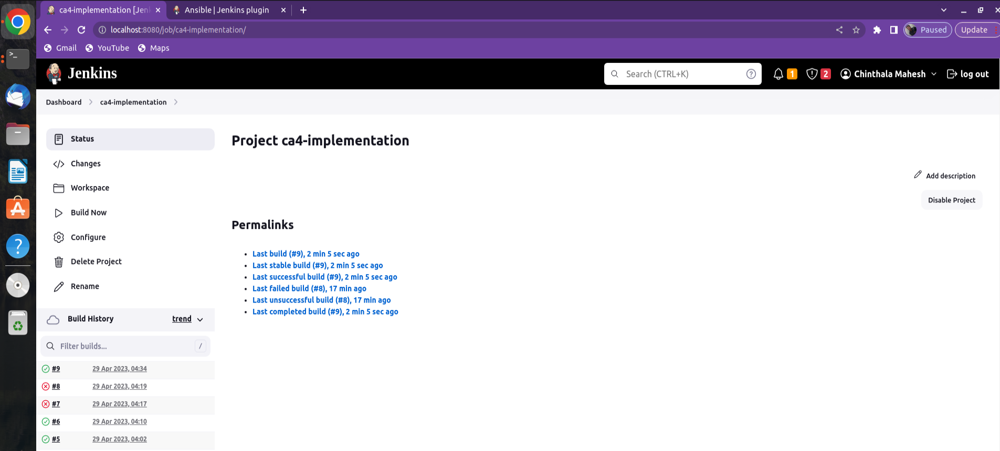 ca4-implementation [Jen
Ansible | Jenkins plugin
localhost:8080/job/ca4-implementation/
Paused
Update
Gmail
YouTube
Maps
Jenkins
Search (CTRL+K)
1
2
Chinthala Mahesh
log out
Dashboard
ca4-implementation
Status
Changes
Workspace
Build Now
Configure
Delete Project
Rename
Project ca4-implementation
Add description
Disable Project
Permalinks
Last build (#9), 2 min 5 sec ago
Last stable build (#9), 2 min 5 sec ago
Last successful build (#9), 2 min 5 sec ago
Last failed build (#8), 17 min ago
Last unsuccessful build (#8), 17 min ago
Last completed build (#9), 2 min 5 sec ago
Build History
trend
Filter builds...
/
#9 29 Apr 2023, 04:34
#8 29 Apr 2023, 04:19
#7 29 Apr 2023, 04:17
#6 29 Apr 2023, 04:10
#5 29 Apr 2023, 04:02